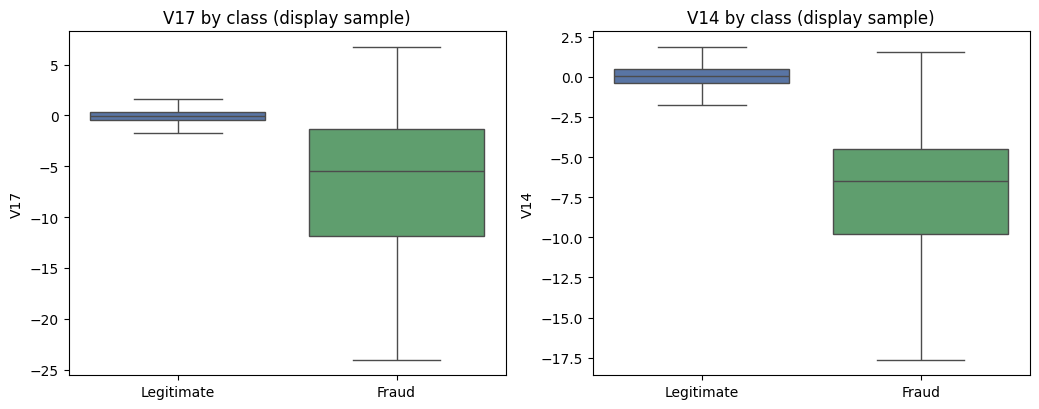 V17 by class (display sample)
V17
5
0
−5
−10
−15
−20
−25
Legitimate
Fraud
V14 by class (display sample)
V14
2.5
0.0
−2.5
−5.0
−7.5
−10.0
−12.5
−15.0
−17.5
Legitimate
Fraud